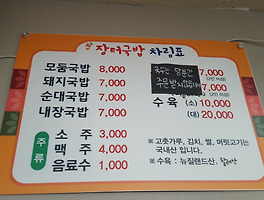 장터국밥 차림표
모둠국밥 8,000
돼지국밥 7,000
순대국밥 7,000
내장국밥 7,000
주류
소주 3,000
맥주 4,000
음료수 1,000
7,000
7,000
수육 (소) 10,000
(대) 20,000
※ 고춧가루, 김치, 쌀, 머릿고기는
국내산 입니다.
※ 수육 : 뉴질랜드산.